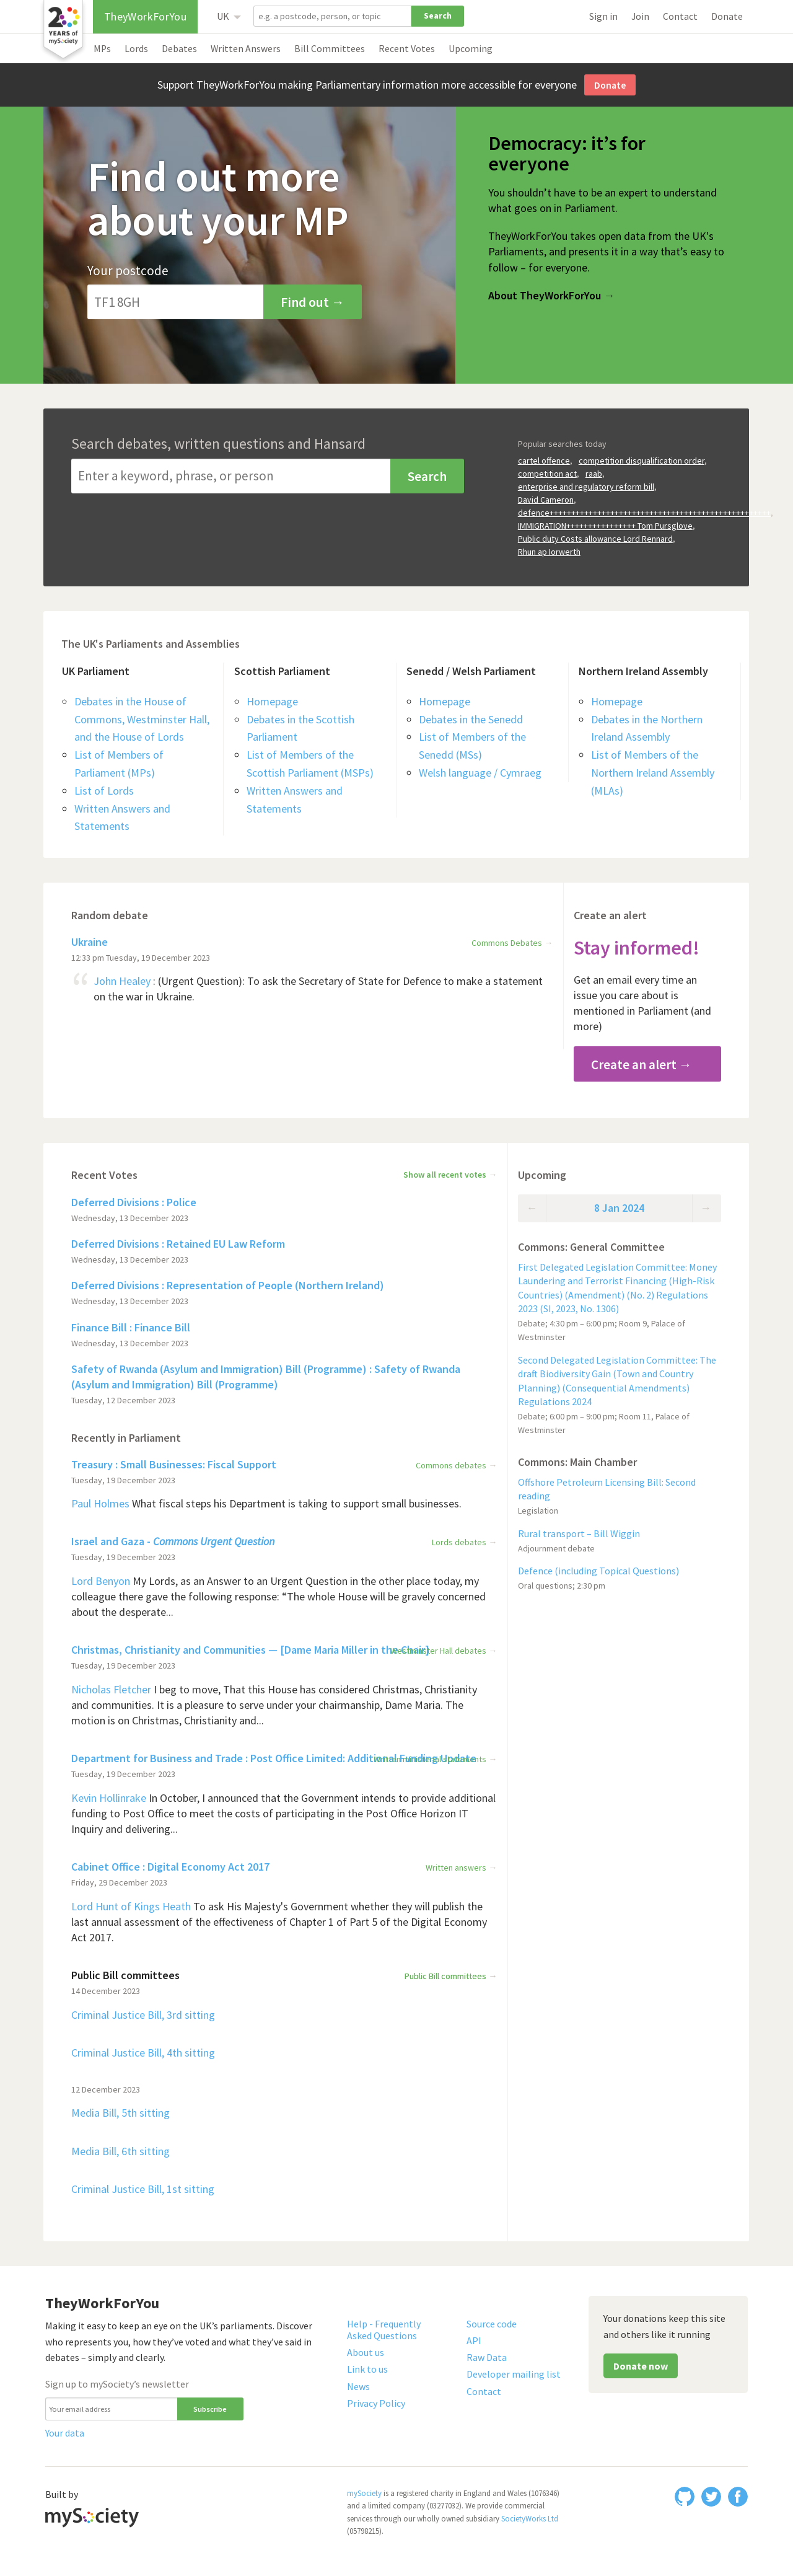 20
YEARS of
mySociety
TheyWorkForYou
UK
e.g. a postcode, person, or topic
Search
Sign in Join Contact Donate
MPs Lords Debates Written Answers Bill Committees Recent Votes Upcoming
Support TheyWorkForYou making Parliamentary information more accessible for everyone Donate
Find out more
about your MP
Your postcode
TF1 8GH
Find out →
Democracy: it’s for
everyone
You shouldn’t have to be an expert to understand
what goes on in Parliament.
TheyWorkForYou takes open data from the UK's
Parliaments, and presents it in a way that’s easy to
follow – for everyone.
About TheyWorkForYou →
Search debates, written questions and Hansard
Enter a keyword, phrase, or person
Search
Popular searches today
cartel offence, competition disqualification order,
competition act, raab,
enterprise and regulatory reform bill,
David Cameron,
IMMIGRATION++++++++++++++++ Tom Pursglove,
Public duty Costs allowance Lord Rennard,
Rhun ap Iorwerth
The UK's Parliaments and Assemblies
UK Parliament
Debates in the House of
Commons, Westminster Hall,
and the House of Lords
List of Members of
Parliament (MPs)
List of Lords
Written Answers and
Statements
Scottish Parliament
Homepage
Debates in the Scottish
Parliament
List of Members of the
Scottish Parliament (MSPs)
Written Answers and
Statements
Senedd / Welsh Parliament
Homepage
Debates in the Senedd
List of Members of the
Senedd (MSs)
Welsh language / Cymraeg
Northern Ireland Assembly
Homepage
Debates in the Northern
Ireland Assembly
List of Members of the
Northern Ireland Assembly
(MLAs)
Random debate
Ukraine
Commons Debates →
12:33 pm Tuesday, 19 December 2023
“ John Healey : (Urgent Question): To ask the Secretary of State for Defence to make a statement
on the war in Ukraine.
Create an alert
Stay informed!
Get an email every time an
issue you care about is
mentioned in Parliament (and
more)
Create an alert →
Recent Votes
Show all recent votes →
Deferred Divisions : Police
Wednesday, 13 December 2023
Deferred Divisions : Retained EU Law Reform
Wednesday, 13 December 2023
Deferred Divisions : Representation of People (Northern Ireland)
Wednesday, 13 December 2023
Finance Bill : Finance Bill
Wednesday, 13 December 2023
Safety of Rwanda (Asylum and Immigration) Bill (Programme) : Safety of Rwanda
(Asylum and Immigration) Bill (Programme)
Tuesday, 12 December 2023
Recently in Parliament
Treasury : Small Businesses: Fiscal Support
Commons debates →
Tuesday, 19 December 2023
Paul Holmes What fiscal steps his Department is taking to support small businesses.
Israel and Gaza - Commons Urgent Question
Lords debates →
Tuesday, 19 December 2023
Lord Benyon My Lords, as an Answer to an Urgent Question in the other place today, my
colleague there gave the following response: “The whole House will be gravely concerned
about the desperate...
Christmas, Christianity and Communities — [Dame Maria Miller in the Chair]
Westminster Hall debates →
Tuesday, 19 December 2023
Nicholas Fletcher I beg to move, That this House has considered Christmas, Christianity
and communities. It is a pleasure to serve under your chairmanship, Dame Maria. The
motion is on Christmas, Christianity and...
Department for Business and Trade : Post Office Limited: Additional Funding Update
Tuesday, 19 December 2023
Kevin Hollinrake In October, I announced that the Government intends to provide additional
funding to Post Office to meet the costs of participating in the Post Office Horizon IT
Inquiry and delivering...
Cabinet Office : Digital Economy Act 2017
Written answers →
Friday, 29 December 2023
Lord Hunt of Kings Heath To ask His Majesty's Government whether they will publish the
last annual assessment of the effectiveness of Chapter 1 of Part 5 of the Digital Economy
Act 2017.
Public Bill committees
Public Bill committees →
14 December 2023
Criminal Justice Bill, 3rd sitting
Criminal Justice Bill, 4th sitting
12 December 2023
Media Bill, 5th sitting
Media Bill, 6th sitting
Criminal Justice Bill, 1st sitting
Upcoming
← 8 Jan 2024 →
Commons: General Committee
First Delegated Legislation Committee: Money
Laundering and Terrorist Financing (High-Risk
Countries) (Amendment) (No. 2) Regulations
2023 (SI, 2023, No. 1306)
Debate; 4:30 pm – 6:00 pm; Room 9, Palace of
Westminster
Second Delegated Legislation Committee: The
draft Biodiversity Gain (Town and Country
Planning) (Consequential Amendments)
Regulations 2024
Debate; 6:00 pm – 9:00 pm; Room 11, Palace of
Westminster
Commons: Main Chamber
Offshore Petroleum Licensing Bill: Second
reading
Legislation
Rural transport – Bill Wiggin
Adjournment debate
Defence (including Topical Questions)
Oral questions; 2:30 pm
TheyWorkForYou
Making it easy to keep an eye on the UK’s parliaments. Discover
who represents you, how they’ve voted and what they’ve said in
debates – simply and clearly.
Sign up to mySociety’s newsletter
Your email address
Subscribe
Your data
Help - Frequently
Asked Questions
About us
Link to us
News
Privacy Policy
Source code
API
Raw Data
Developer mailing list
Contact
Your donations keep this site
and others like it running
Donate now
Built by
mySociety
mySociety is a registered charity in England and Wales (1076346)
and a limited company (03277032). We provide commercial
services through our wholly owned subsidiary SocietyWorks Ltd
(05798215).